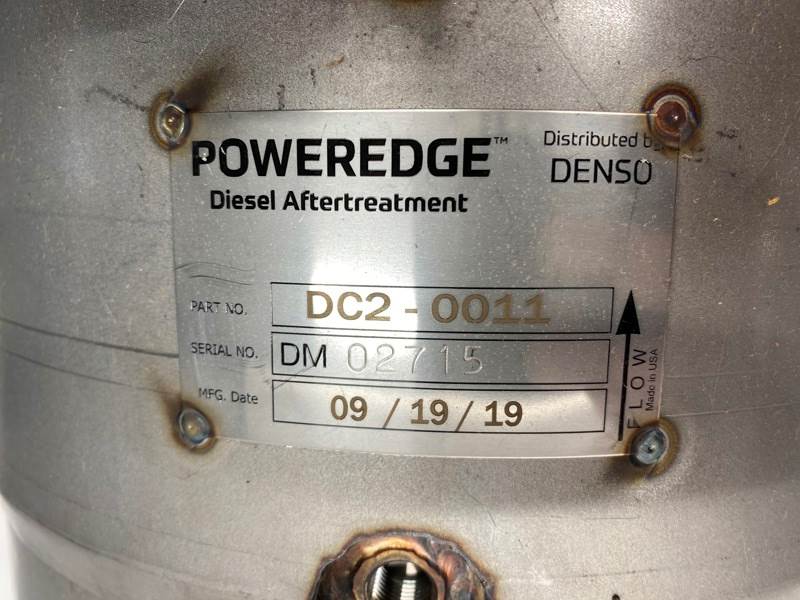 POWEREDGE™
Diesel Aftertreatment
Distributed by
DENSO
PART NO. DC2 - 0011
SERIAL NO. DM 02715
MFG. Date 09 / 19 / 19
FLOW
Made in USA